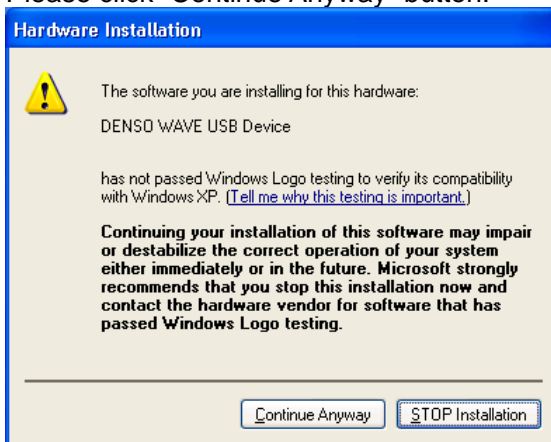 Please click "Continue Anyway" button.
Hardware Installation
The software you are installing for this hardware:
DENSO WAVE USB Device
has not passed Windows Logo testing to verify its compatibility
with Windows XP. (Tell me why this testing is important.)
Continuing your installation of this software may impair
or destabilize the correct operation of your system
either immediately or in the future. Microsoft strongly
recommends that you stop this installation now and
contact the hardware vendor for software that has
passed Windows Logo testing.
Continue Anyway
STOP Installation